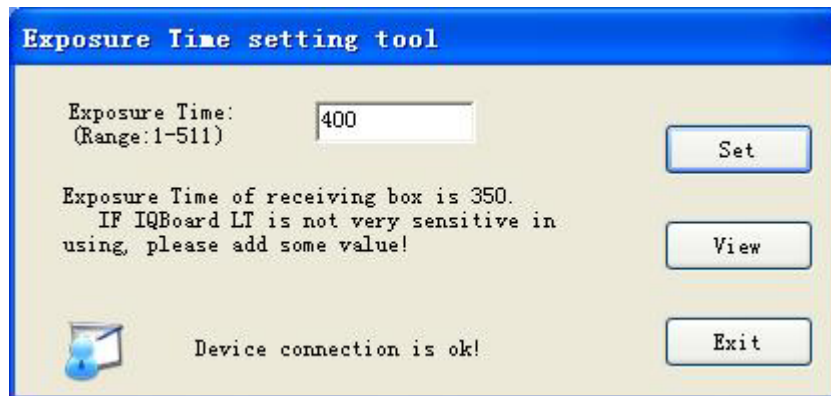 Exposure Time setting tool
Exposure Time:
(Range:1-511)
400
Set
Exposure Time of receiving box is 350.
IF IQBoard LT is not very sensitive in
using, please add some value!
View
Device connection is ok!
Exit